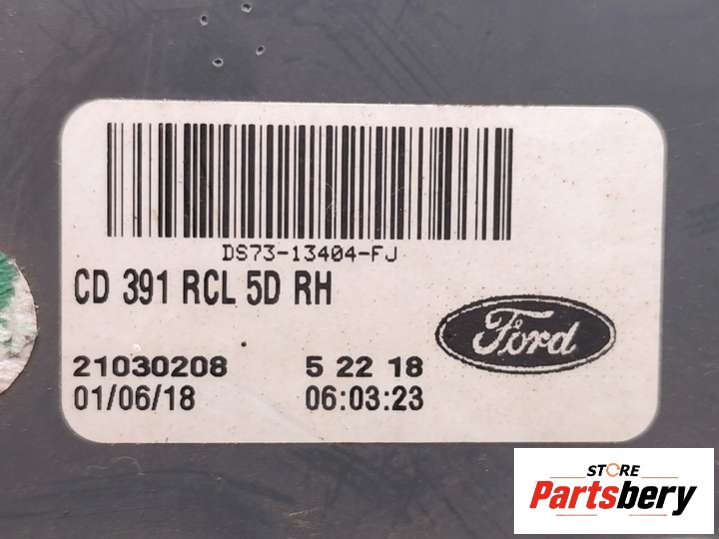 DS73-13404-FJ
CD 391 RCL 5D RH
Ford
21030208 5 22 18
01/06/18 06:03:23
STORE
Partsbery